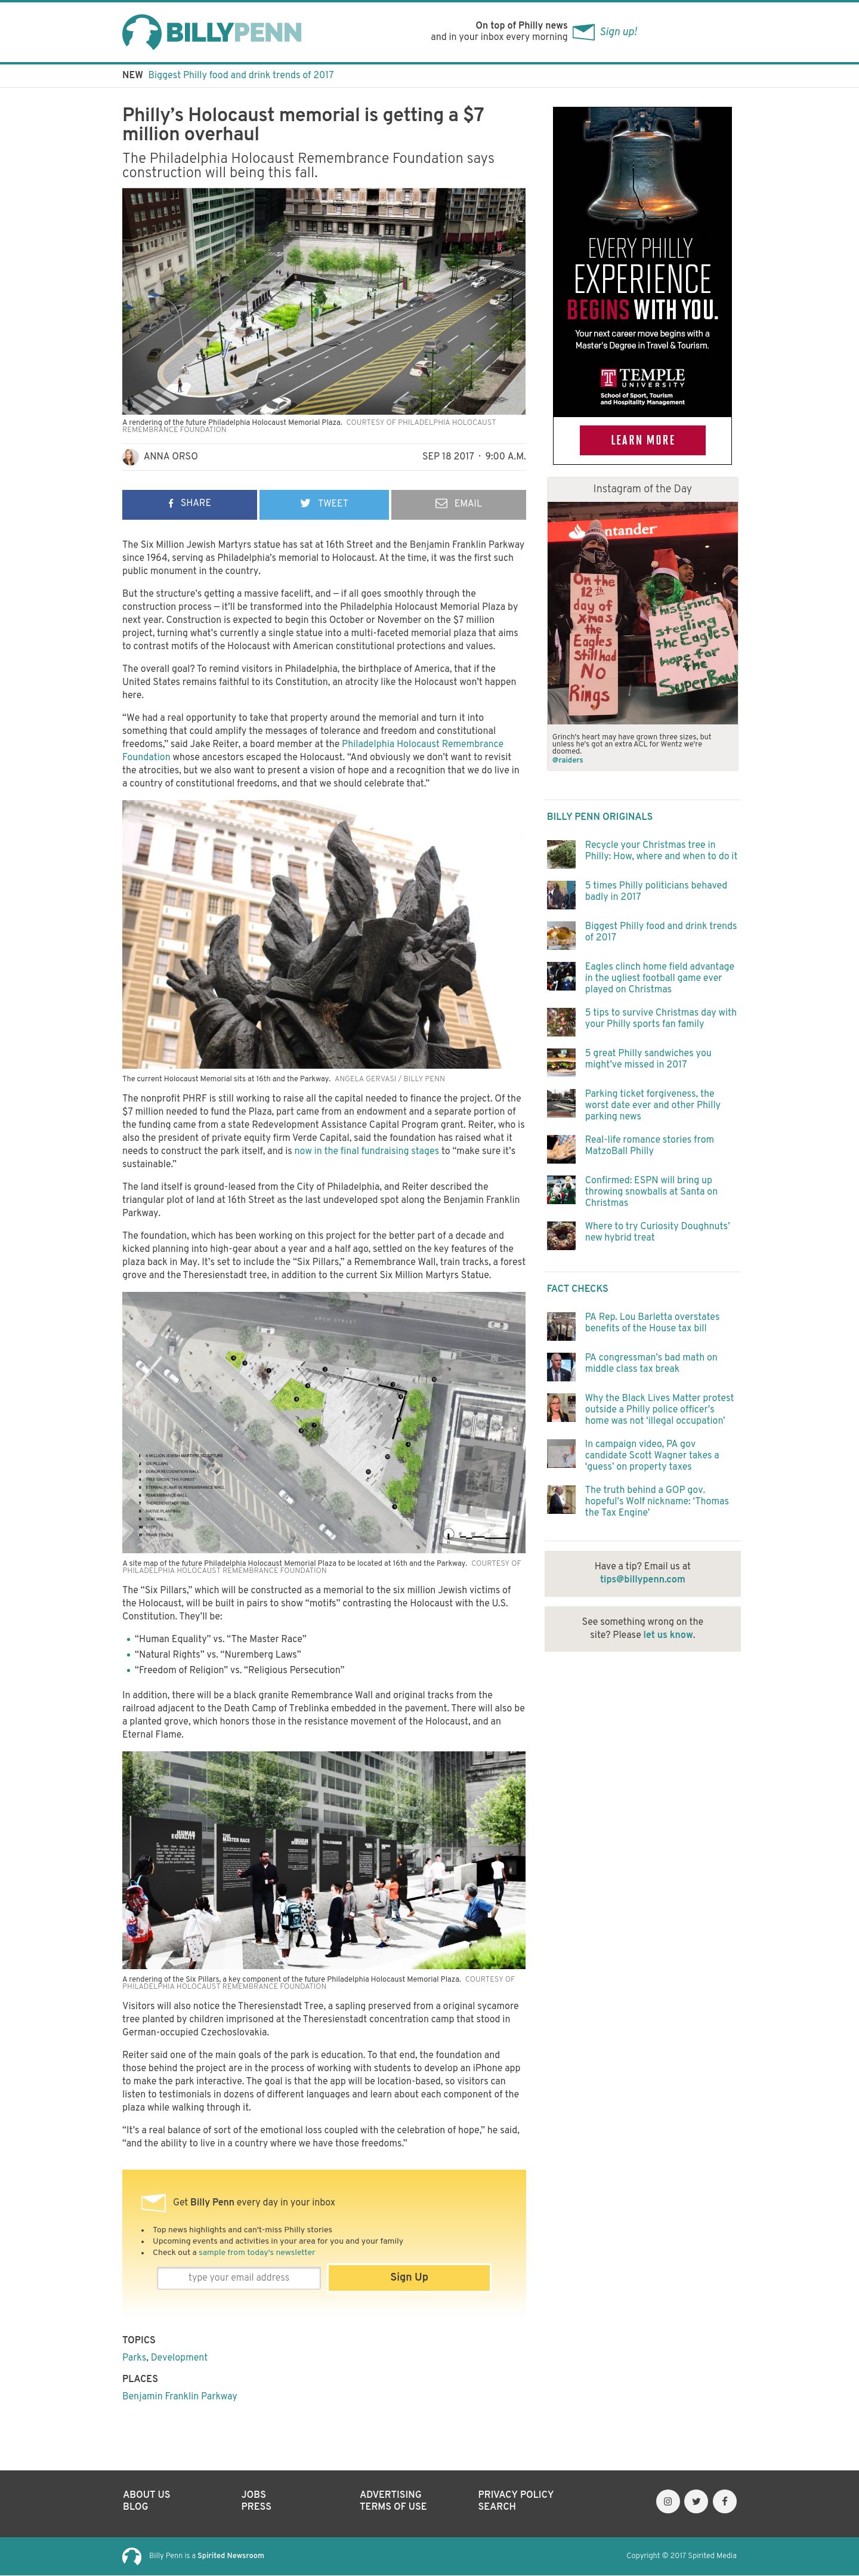 BILLYPENN
On top of Philly news
and in your inbox every morning
Sign up!
NEW Biggest Philly food and drink trends of 2017
Philly’s Holocaust memorial is getting a $7
million overhaul
The Philadelphia Holocaust Remembrance Foundation says
construction will being this fall.
A rendering of the future Philadelphia Holocaust Memorial Plaza. COURTESY OF PHILADELPHIA HOLOCAUST
REMEMBRANCE FOUNDATION
ANNA ORSO
SEP 18 2017 · 9:00 A.M.
SHARE
TWEET
EMAIL
The Six Million Jewish Martyrs statue has sat at 16th Street and the Benjamin Franklin Parkway
since 1964, serving as Philadelphia's memorial to Holocaust. At the time, it was the first such
public monument in the country.
But the structure's getting a massive facelift, and — if all goes smoothly through the
construction process — it'll be transformed into the Philadelphia Holocaust Memorial Plaza by
next year. Construction is expected to begin this October or November on the $7 million
project, turning what's currently a single statue into a multi-faceted memorial plaza that aims
to contrast motifs of the Holocaust with American constitutional protections and values.
The overall goal? To remind visitors in Philadelphia, the birthplace of America, that if the
United States remains faithful to its Constitution, an atrocity like the Holocaust won't happen
here.
“We had a real opportunity to take that property around the memorial and turn it into
something that could amplify the messages of tolerance and freedom and constitutional
freedoms,” said Jake Reiter, a board member at the Philadelphia Holocaust Remembrance
Foundation whose ancestors escaped the Holocaust. “And obviously we don't want to revisit
the atrocities, but we also want to present a vision of hope and a recognition that we do live in
a country of constitutional freedoms, and that we should celebrate that.”
The current Holocaust Memorial sits at 16th and the Parkway. ANGELA GERVASI / BILLY PENN
The nonprofit PHRF is still working to raise all the capital needed to finance the project. Of the
$7 million needed to fund the Plaza, part came from an endowment and a separate portion of
the funding came from a state Redevelopment Assistance Capital Program grant. Reiter, who is
also the president of private equity firm Verde Capital, said the foundation has raised what it
needs to construct the park itself, and is now in the final fundraising stages to “make sure it's
sustainable.”
The land itself is ground-leased from the City of Philadelphia, and Reiter described the
triangular plot of land at 16th Street as the last undeveloped spot along the Benjamin Franklin
Parkway.
The foundation, which has been working on this project for the better part of a decade and
kicked planning into high-gear about a year and a half ago, settled on the key features of the
plaza back in May. It's set to include the “Six Pillars,” a Remembrance Wall, train tracks, a forest
grove and the Theresienstadt tree, in addition to the current Six Million Martyrs Statue.
A site map of the future Philadelphia Holocaust Memorial Plaza to be located at 16th and the Parkway. COURTESY OF
PHILADELPHIA HOLOCAUST REMEMBRANCE FOUNDATION
The “Six Pillars,” which will be constructed as a memorial to the six million Jewish victims of
the Holocaust, will be built in pairs to show “motifs” contrasting the Holocaust with the U.S.
Constitution. They'll be:
• “Human Equality” vs. “The Master Race”
• “Natural Rights” vs. “Nuremberg Laws”
• “Freedom of Religion” vs. “Religious Persecution”
In addition, there will be a black granite Remembrance Wall and original tracks from the
railroad adjacent to the Death Camp of Treblinka embedded in the pavement. There will also be
a planted grove, which honors those in the resistance movement of the Holocaust, and an
Eternal Flame.
HUMAN
EQUALITY
THE
MASTER RACE
A rendering of the Six Pillars, a key component of the future Philadelphia Holocaust Memorial Plaza. COURTESY OF
PHILADELPHIA HOLOCAUST REMEMBRANCE FOUNDATION
Visitors will also notice the Theresienstadt Tree, a sapling preserved from a original sycamore
tree planted by children imprisoned at the Theresienstadt concentration camp that stood in
German-occupied Czechoslovakia.
Reiter said one of the main goals of the park is education. To that end, the foundation and
those behind the project are in the process of working with students to develop an iPhone app
to make the park interactive. The goal is that the app will be location-based, so visitors can
listen to testimonials in dozens of different languages and learn about each component of the
plaza while walking through it.
“It's a real balance of sort of the emotional loss coupled with the celebration of hope,” he said,
“and the ability to live in a country where we have those freedoms.”
Get Billy Penn every day in your inbox
• Top news highlights and can't-miss Philly stories
• Upcoming events and activities in your area for you and your family
• Check out a sample from today's newsletter
type your email address
Sign Up
TOPICS
Parks, Development
PLACES
Benjamin Franklin Parkway
EVERY PHILLY
EXPERIENCE
BEGINS WITH YOU.
Your next career move begins with a
Master's Degree in Travel & Tourism.
TEMPLE
UNIVERSITY
School of Sport, Tourism
and Hospitality Management
LEARN MORE
Instagram of the Day
Santander
On the
12th
day of
Xmas
the
Eagles
still had
NO
Rings
This Grinch
is
stealing
the Eagles
hope for
the
SuperBowl
Grinch's heart may have grown three sizes, but
unless he's got an extra ACL for Wentz we're
doomed.
@raiders
BILLY PENN ORIGINALS
Recycle your Christmas tree in
Philly: How, where and when to do it
5 times Philly politicians behaved
badly in 2017
Biggest Philly food and drink trends
of 2017
Eagles clinch home field advantage
in the ugliest football game ever
played on Christmas
5 tips to survive Christmas day with
your Philly sports fan family
5 great Philly sandwiches you
might've missed in 2017
Parking ticket forgiveness, the
worst date ever and other Philly
parking news
Real-life romance stories from
MatzoBall Philly
Confirmed: ESPN will bring up
throwing snowballs at Santa on
Christmas
Where to try Curiosity Doughnuts'
new hybrid treat
FACT CHECKS
PA Rep. Lou Barletta overstates
benefits of the House tax bill
PA congressman's bad math on
middle class tax break
Why the Black Lives Matter protest
outside a Philly police officer's
home was not 'illegal occupation'
In campaign video, PA gov
candidate Scott Wagner takes a
'guess' on property taxes
The truth behind a GOP gov.
hopeful's Wolf nickname: 'Thomas
the Tax Engine'
Have a tip? Email us at
tips@billypenn.com
See something wrong on the
site? Please let us know.
ABOUT US
BLOG
JOBS
PRESS
ADVERTISING
TERMS OF USE
PRIVACY POLICY
SEARCH
Billy Penn is a Spirited Newsroom
Copyright © 2017 Spirited Media